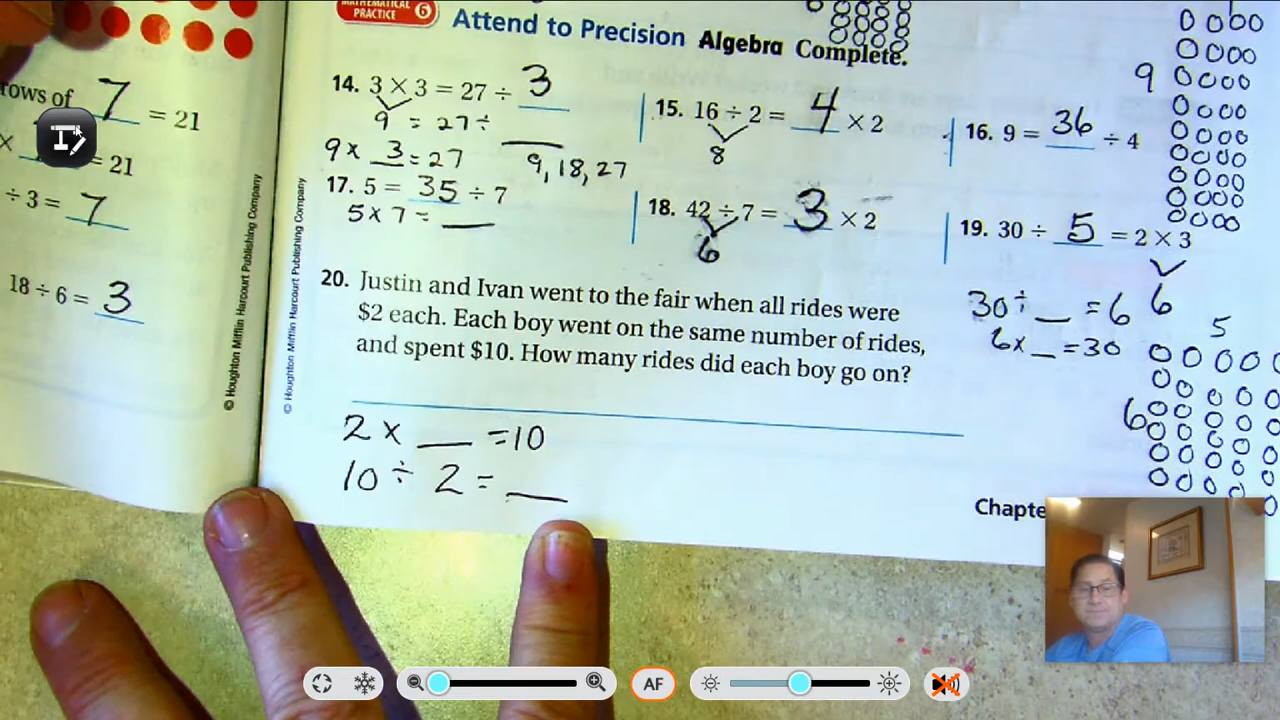 rows of 7 = 21
× = 21
÷ 3 = 7
18 ÷ 6 = 3
© Houghton Mifflin Harcourt Publishing Company
© Houghton Mifflin Harcourt Publishing Company
MATHEMATICAL
PRACTICE 6
Attend to Precision Algebra Complete.
14. 3 × 3 = 27 ÷ 3
9 = 27 ÷ __
9 × 3 = 27
9, 18, 27
15. 16 ÷ 2 = 4 × 2
8
16. 9 = 36 ÷ 4
9
17. 5 = 35 ÷ 7
5 × 7 = __
18. 42 ÷ 7 = 3 × 2
6
19. 30 ÷ 5 = 2 × 3
6
30 ÷ __ = 6
6 × __ = 30
5
6
20. Justin and Ivan went to the fair when all rides were
$2 each. Each boy went on the same number of rides,
and spent $10. How many rides did each boy go on?
2 × __ = 10
10 ÷ 2 = __
Chapte
AF